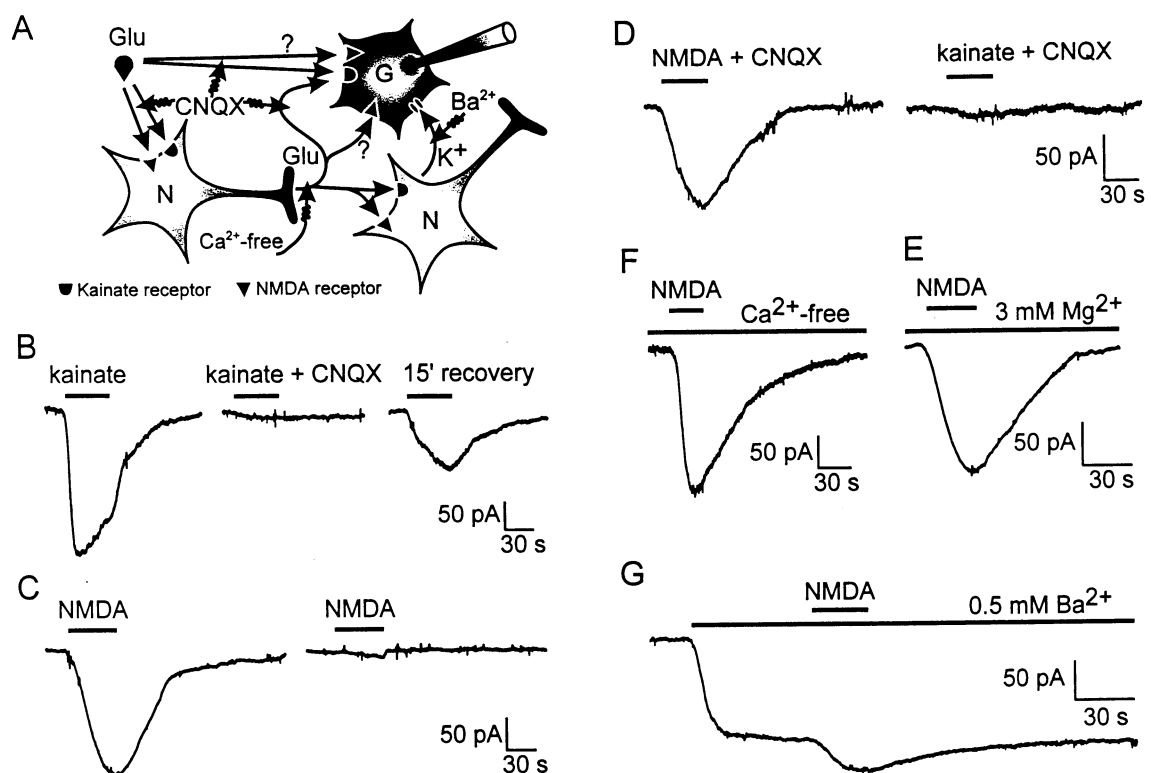 A
Glu
?
G
CNQX
Ba²⁺
Glu
?
K⁺
N
N
Ca²⁺-free
Kainate receptor
NMDA receptor
B
kainate
kainate + CNQX
15' recovery
50 pA
30 s
C
NMDA
NMDA
50 pA
30 s
D
NMDA + CNQX
kainate + CNQX
50 pA
30 s
F
NMDA
Ca²⁺-free
50 pA
30 s
E
NMDA
3 mM Mg²⁺
50 pA
30 s
G
NMDA
0.5 mM Ba²⁺
50 pA
30 s